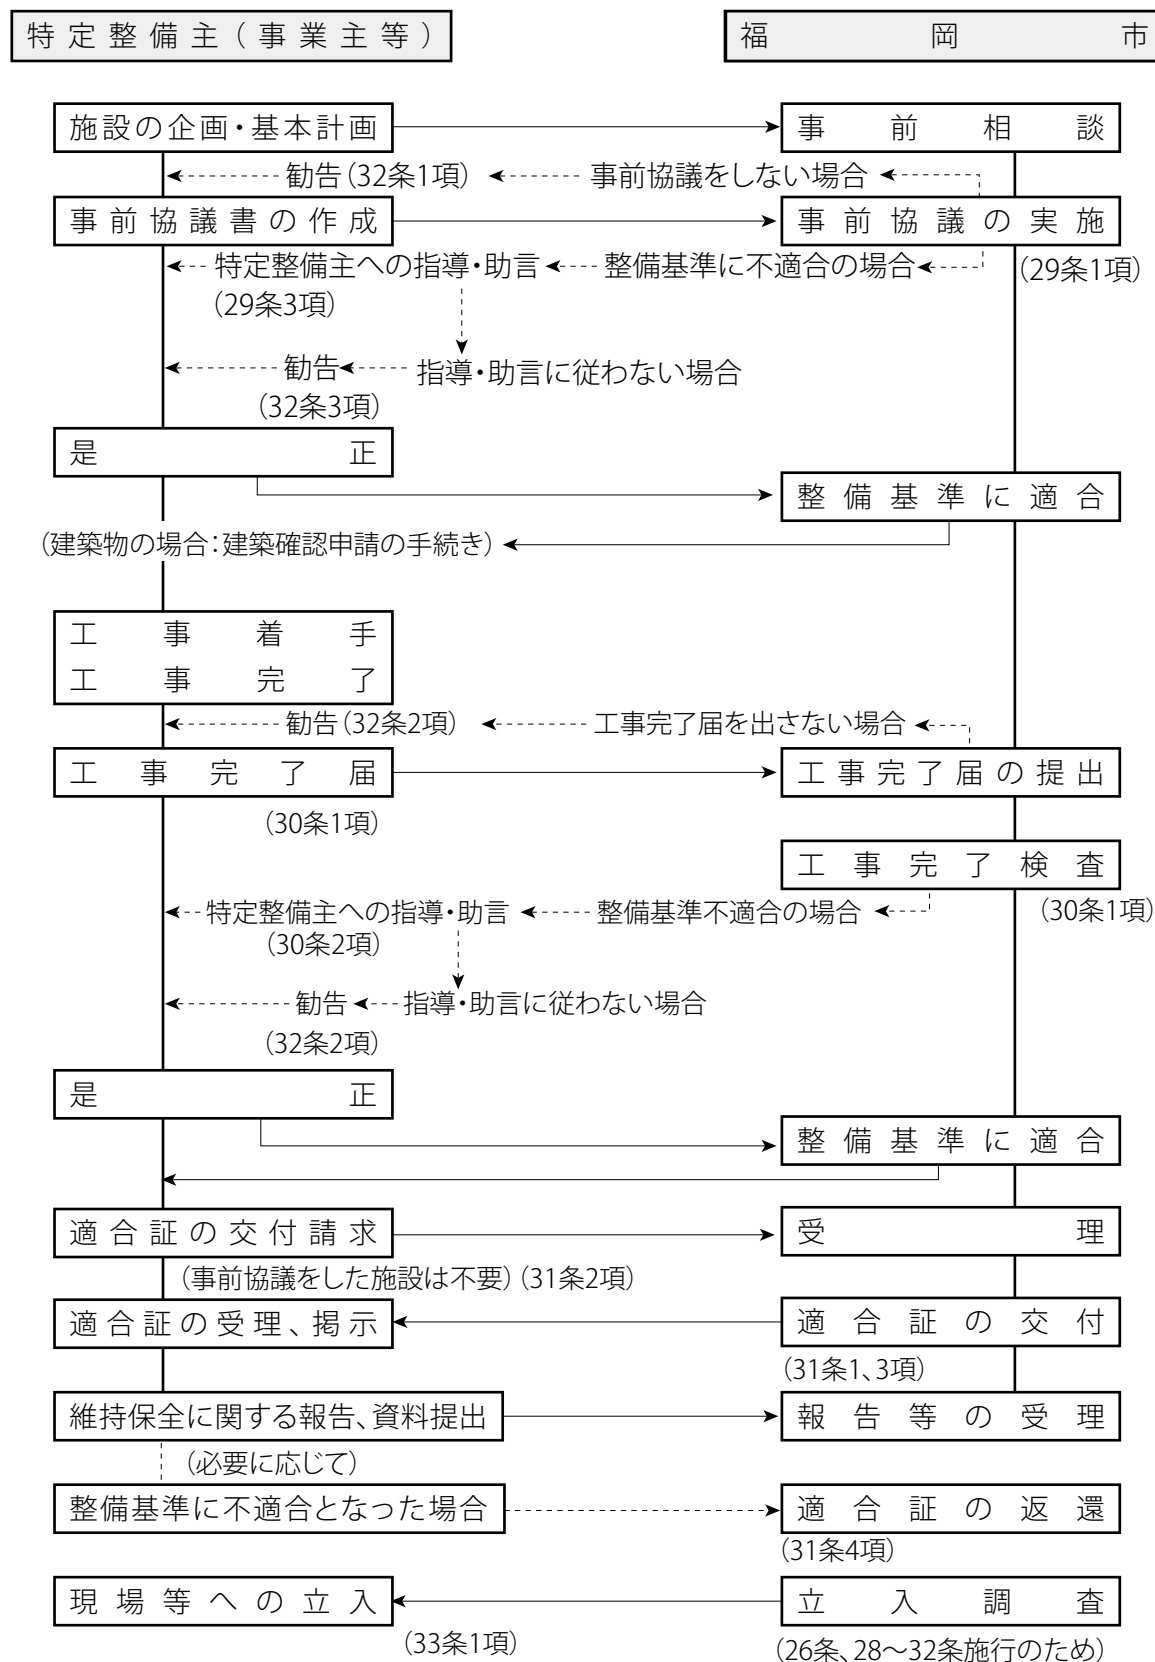 特定整備主（事業主等）
福岡市
施設の企画・基本計画
事前相談
勧告（32条1項）
事前協議をしない場合
事前協議書の作成
事前協議の実施
特定整備主への指導・助言
整備基準に不適合の場合
（29条1項）
（29条3項）
勧告
指導・助言に従わない場合
（32条3項）
是正
整備基準に適合
（建築物の場合：建築確認申請の手続き）
工事着手
工事完了
勧告（32条2項）
工事完了届を出さない場合
工事完了届
工事完了届の提出
（30条1項）
工事完了検査
特定整備主への指導・助言
整備基準不適合の場合
（30条1項）
（30条2項）
勧告
指導・助言に従わない場合
（32条2項）
是正
整備基準に適合
適合証の交付請求
受理
（事前協議をした施設は不要）（31条2項）
適合証の受理、掲示
適合証の交付
（31条1、3項）
維持保全に関する報告、資料提出
報告等の受理
（必要に応じて）
整備基準に不適合となった場合
適合証の返還
（31条4項）
現場等への立入
立入調査
（33条1項）
（26条、28～32条施行のため）